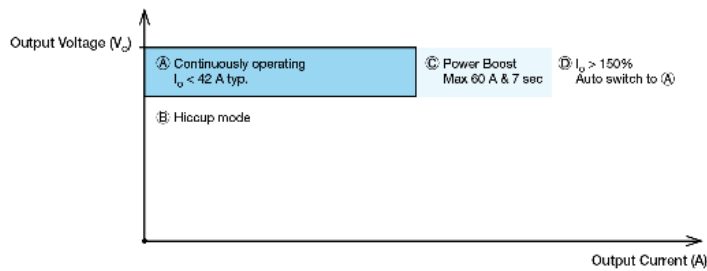 Output Voltage (Vₒ)
Ⓐ Continuously operating
Iₒ < 42 A typ.
Ⓒ Power Boost
Max 60 A & 7 sec
Ⓓ Iₒ > 150%
Auto switch to Ⓐ
Ⓑ Hiccup mode
Output Current (A)